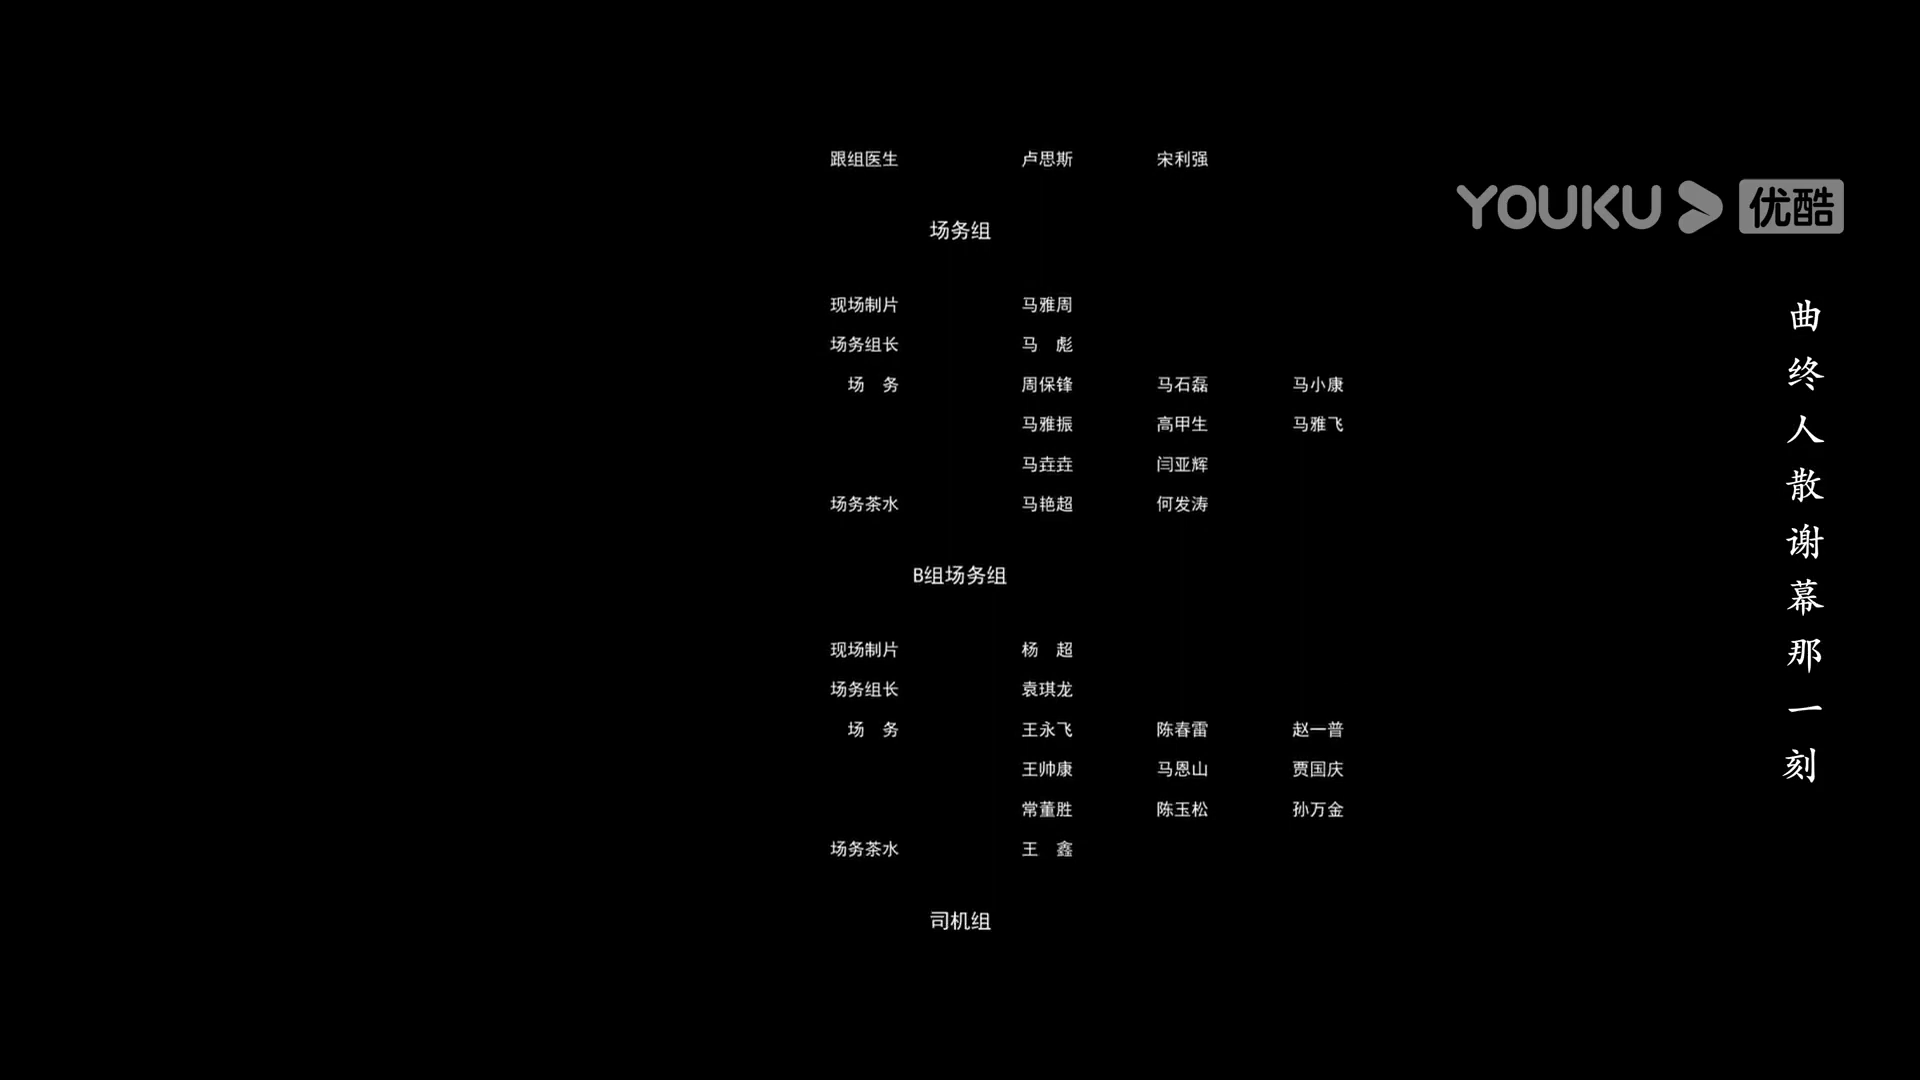 跟组医生 卢思斯 宋利强
YOUKU 优酷
场务组
现场制片 马雅周
场务组长 马 彪
场 务 周保锋 马石磊 马小康
马雅振 高甲生 马雅飞
马垚垚 闫亚辉
场务茶水 马艳超 何发涛
B组场务组
现场制片 杨 超
场务组长 袁琪龙
场 务 王永飞 陈春雷 赵一普
王帅康 马恩山 贾国庆
常董胜 陈玉松 孙万金
场务茶水 王 鑫
司机组
曲终人散谢幕那一刻